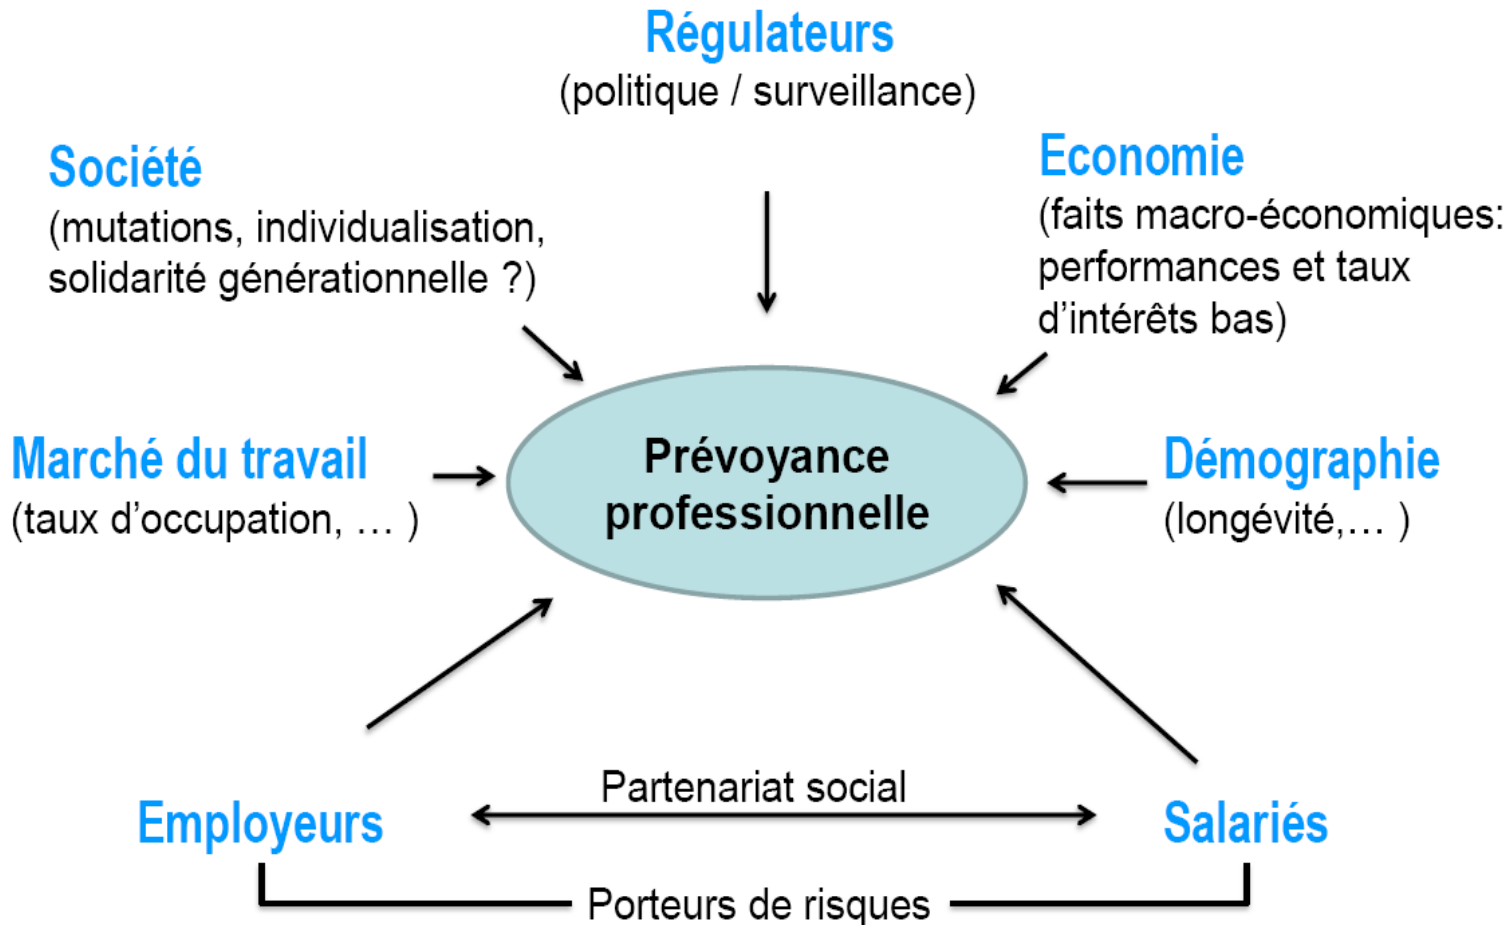 Régulateurs
(politique / surveillance)
Société
(mutations, individualisation,
solidarité générationnelle ?)
Economie
(faits macro-économiques:
performances et taux
d’intérêts bas)
Marché du travail
(taux d’occupation, … )
Prévoyance
professionnelle
Démographie
(longévité,… )
Partenariat social
Employeurs
Salariés
Porteurs de risques